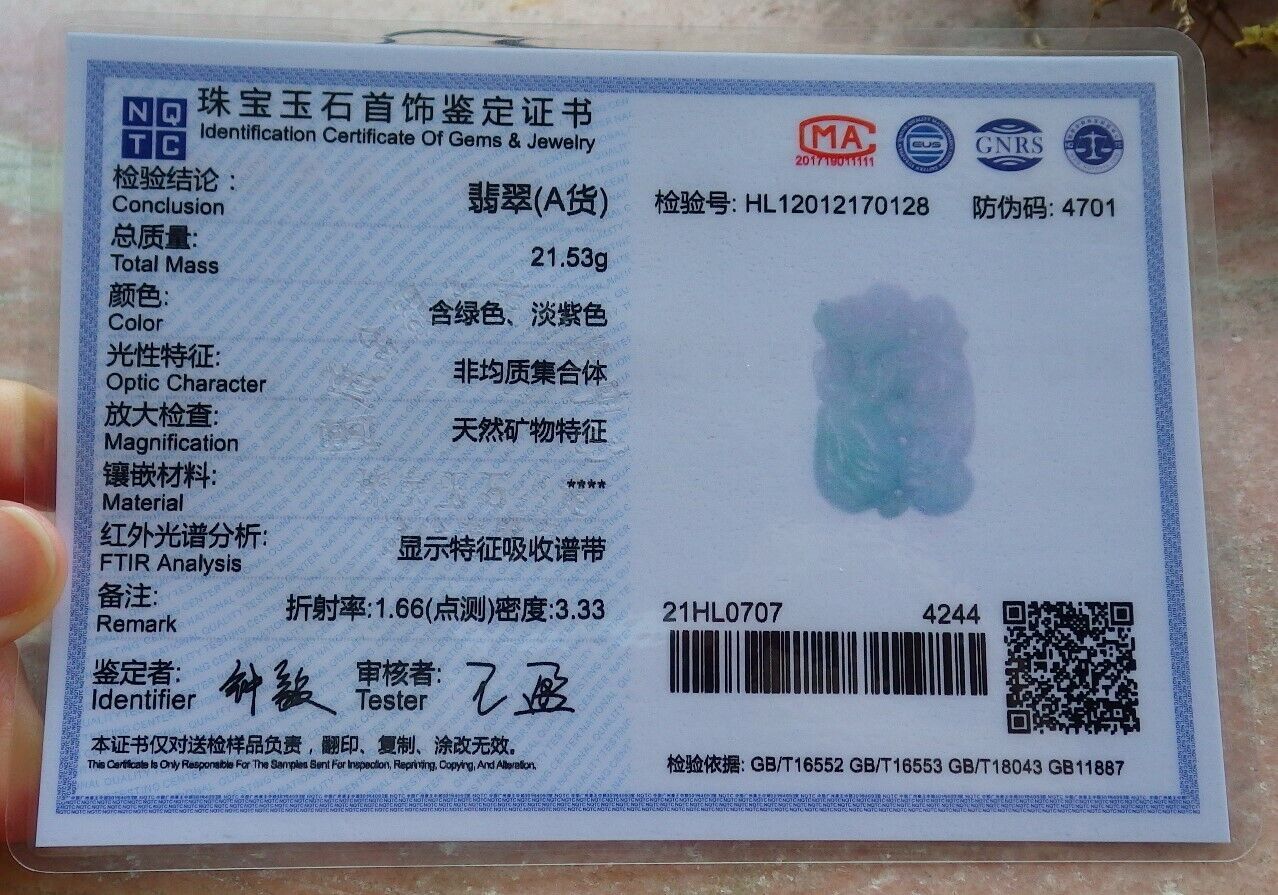 NQTC
珠宝玉石首饰鉴定证书
Identification Certificate Of Gems & Jewelry
MA
201719011111
EUS
GNRS
检验结论:
Conclusion
翡翠(A货)
检验号: HL12012170128
防伪码: 4701
总质量:
Total Mass
21.53g
颜色:
Color
含绿色、淡紫色
光性特征:
Optic Character
非均质集合体
放大检查:
Magnification
天然矿物特征
镶嵌材料:
Material
****
红外光谱分析:
FTIR Analysis
显示特征吸收谱带
备注:
Remark
折射率:1.66(点测)密度:3.33
21HL0707
4244
鉴定者:
Identifier
审核者:
Tester
本证书仅对送检样品负责，翻印、复制、涂改无效。
This Certificate Is Only Responsible For The Samples Sent For Inspection, Reprinting, Copying, And Alteration.
检验依据: GB/T16552 GB/T16553 GB/T18043 GB11887